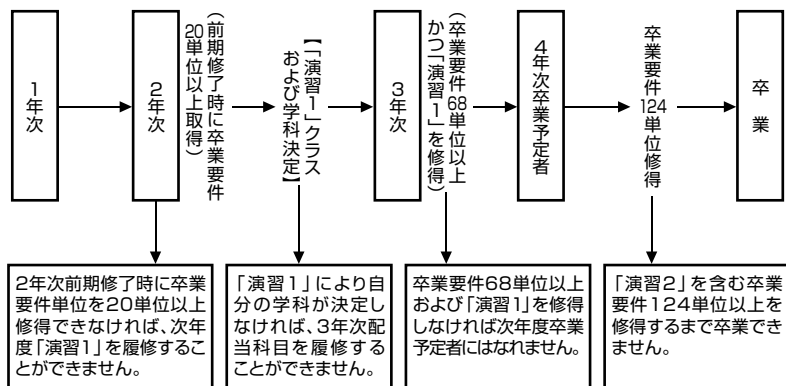 1年次
2年次
(前期修了時に卒業要件
20単位以上取得)
【「演習1」クラス
および学科決定】
3年次
(卒業要件68単位以上
かつ「演習1」を修得)
4年次卒業予定者
卒業要件
124
単位修得
卒業
2年次前期修了時に卒業
要件単位を20単位以上
修得できなければ、次年
度「演習1」を履修するこ
とができません。
「演習1」により自
分の学科が決定し
なければ、3年次配
当科目を履修する
ことができません。
卒業要件68単位以上
および「演習1」を修得
しなければ次年度卒業
予定者にはなれません。
「演習2」を含む卒業
要件124単位以上を
修得するまで卒業でき
ません。